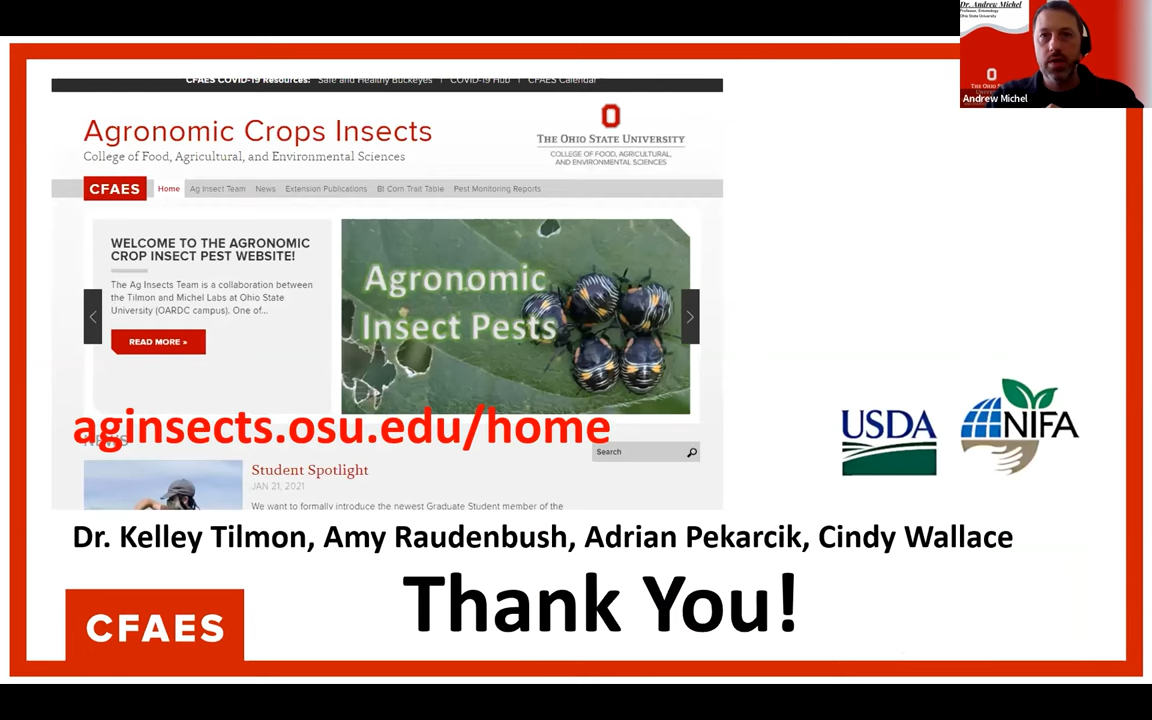 Dr. Andrew Michel
Professor, Entomology
Ohio State University
Andrew Michel
CFAES COVID-19 Resources: Safe and Healthy Buckeyes | COVID-19 Hub | CFAES Calendar
Agronomic Crops Insects
College of Food, Agricultural, and Environmental Sciences
THE OHIO STATE UNIVERSITY
COLLEGE OF FOOD, AGRICULTURAL,
AND ENVIRONMENTAL SCIENCES
CFAES Home Ag Insect Team News Extension Publications Bt Corn Trait Table Pest Monitoring Reports
WELCOME TO THE AGRONOMIC
CROP INSECT PEST WEBSITE!
The Ag Insects Team is a collaboration between
the Tilmon and Michel Labs at Ohio State
University (OARDC campus). One of...
READ MORE »
Agronomic
Insect Pests
aginsects.osu.edu/home
NEWS
Search
Student Spotlight
JAN 21, 2021
We want to formally introduce the newest Graduate Student member of the
USDA
NIFA
Dr. Kelley Tilmon, Amy Raudenbush, Adrian Pekarcik, Cindy Wallace
Thank You!
CFAES